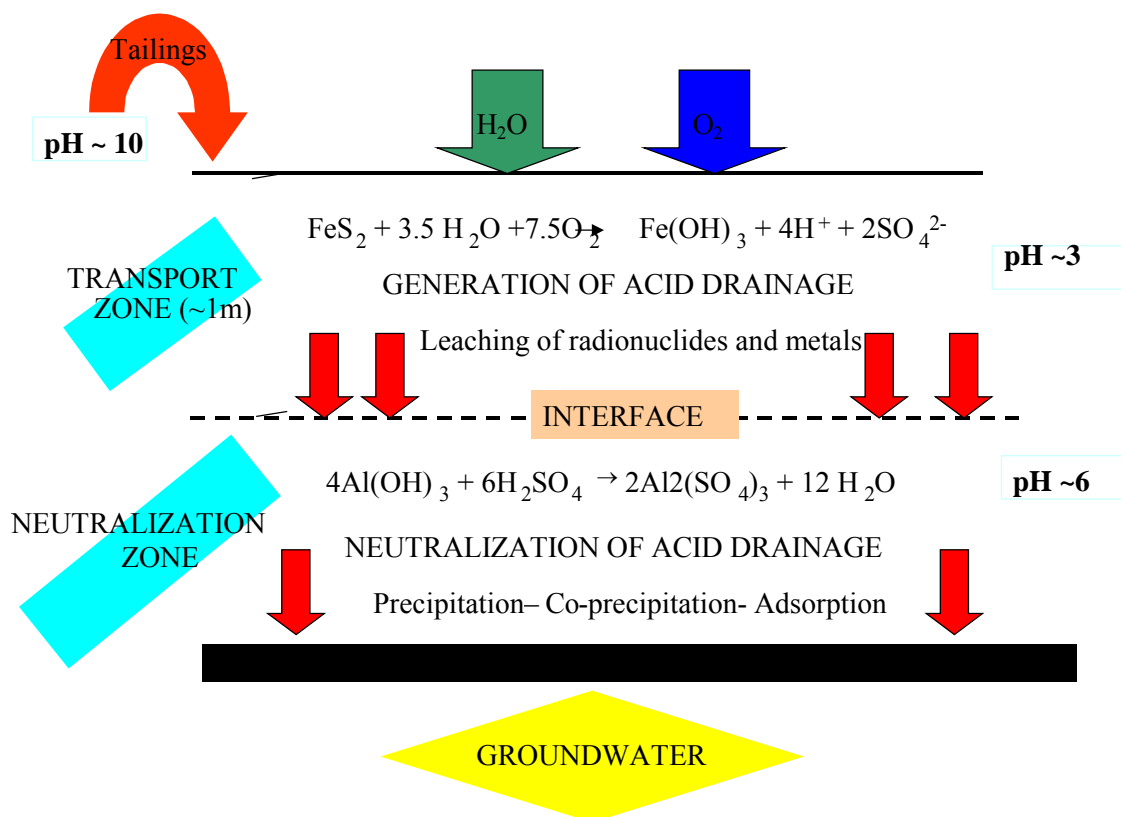 Tailings
H₂O
O₂
pH ~ 10
FeS₂ + 3.5 H₂O +7.5O₂ → Fe(OH)₃ + 4H⁺ + 2SO₄²⁻
pH ~3
TRANSPORT
ZONE (~1m)
GENERATION OF ACID DRAINAGE
Leaching of radionuclides and metals
INTERFACE
4Al(OH)₃ + 6H₂SO₄ → 2Al2(SO₄)₃ + 12 H₂O
pH ~6
NEUTRALIZATION
ZONE
NEUTRALIZATION OF ACID DRAINAGE
Precipitation– Co-precipitation- Adsorption
GROUNDWATER